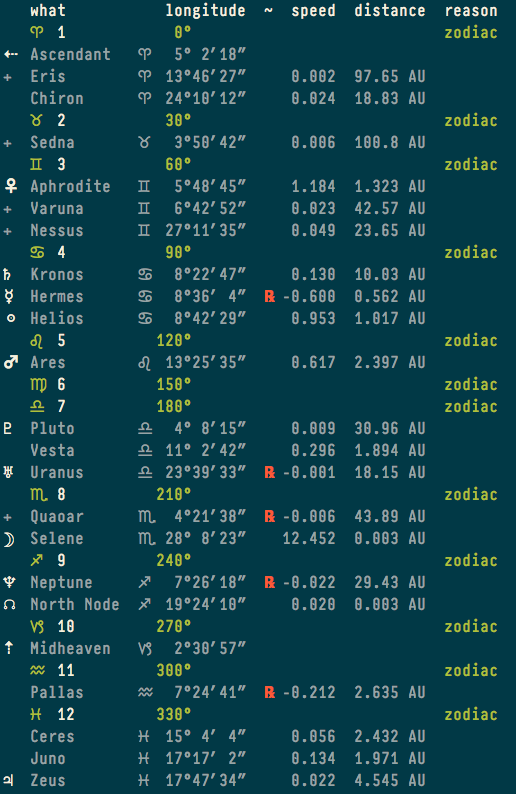 what longitude ~ speed distance reason
♈ 1 0° zodiac
⇠ Ascendant ♈ 5° 2′18″
+ Eris ♈ 13°46′27″ 0.002 97.65 AU
Chiron ♈ 24°10′12″ 0.024 18.83 AU
♉ 2 30° zodiac
+ Sedna ♉ 3°50′42″ 0.006 100.8 AU
♊ 3 60° zodiac
♀ Aphrodite ♊ 5°48′45″ 1.184 1.323 AU
+ Varuna ♊ 6°42′52″ 0.023 42.57 AU
+ Nessus ♊ 27°11′35″ 0.049 23.65 AU
♋ 4 90° zodiac
♄ Kronos ♋ 8°22′47″ 0.130 10.03 AU
☿ Hermes ♋ 8°36′ 4″ ℞ -0.600 0.562 AU
☉ Helios ♋ 8°42′29″ 0.953 1.017 AU
♌ 5 120° zodiac
♂ Ares ♌ 13°25′35″ 0.617 2.397 AU
♍ 6 150° zodiac
♎ 7 180° zodiac
♇ Pluto ♎ 4° 8′15″ 0.009 30.96 AU
Vesta ♎ 11° 2′42″ 0.296 1.894 AU
♅ Uranus ♎ 23°39′33″ ℞ -0.001 18.15 AU
♏ 8 210° zodiac
+ Quaoar ♏ 4°21′38″ ℞ -0.006 43.89 AU
☽ Selene ♏ 28° 8′23″ 12.452 0.003 AU
♐ 9 240° zodiac
♆ Neptune ♐ 7°26′18″ ℞ -0.022 29.43 AU
☊ North Node ♐ 19°24′10″ 0.020 0.003 AU
♑ 10 270° zodiac
⇡ Midheaven ♑ 2°30′57″
♒ 11 300° zodiac
Pallas ♒ 7°24′41″ ℞ -0.212 2.635 AU
♓ 12 330° zodiac
Ceres ♓ 15° 4′ 4″ 0.056 2.432 AU
Juno ♓ 17°17′ 2″ 0.134 1.971 AU
♃ Zeus ♓ 17°47′34″ 0.022 4.545 AU